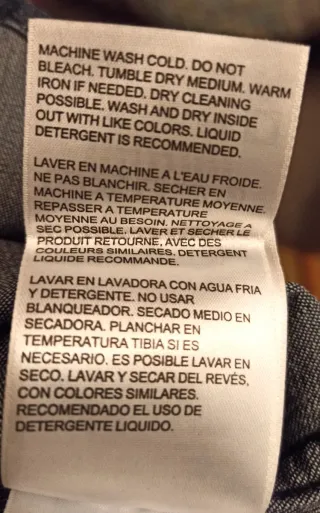 MACHINE WASH COLD. DO NOT
BLEACH. TUMBLE DRY MEDIUM. WARM
IRON IF NEEDED. DRY CLEANING
POSSIBLE. WASH AND DRY INSIDE
OUT WITH LIKE COLORS. LIQUID
DETERGENT IS RECOMMENDED.
LAVER EN MACHINE A L'EAU FROIDE.
NE PAS BLANCHIR. SECHER EN
MACHINE A TEMPERATURE MOYENNE.
REPASSER A TEMPERATURE
MOYENNE AU BESOIN. NETTOYAGE A
SEC POSSIBLE. LAVER ET SECHER LE
PRODUIT RETOURNE, AVEC DES
COULEURS SIMILAIRES. DETERGENT
LIQUIDE RECOMMANDE.
LAVAR EN LAVADORA CON AGUA FRIA
Y DETERGENTE. NO USAR
BLANQUEADOR. SECADO MEDIO EN
SECADORA. PLANCHAR EN
TEMPERATURA TIBIA SI ES
NECESARIO. ES POSIBLE LAVAR EN
SECO. LAVAR Y SECAR DEL REVÉS,
CON COLORES SIMILARES.
RECOMENDADO EL USO DE
DETERGENTE LIQUIDO.